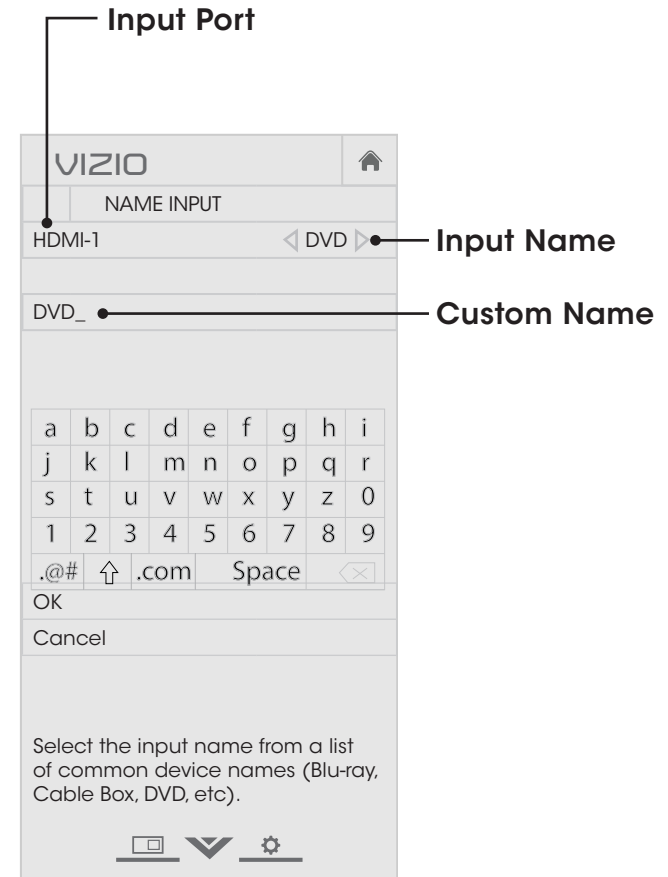 Input Port
VIZIO
NAME INPUT
HDMI-1 DVD
Input Name
DVD_
Custom Name
a b c d e f g h i
j k l m n o p q r
s t u v w x y z 0
1 2 3 4 5 6 7 8 9
.@# .com Space
OK
Cancel
Select the input name from a list
of common device names (Blu-ray,
Cable Box, DVD, etc).